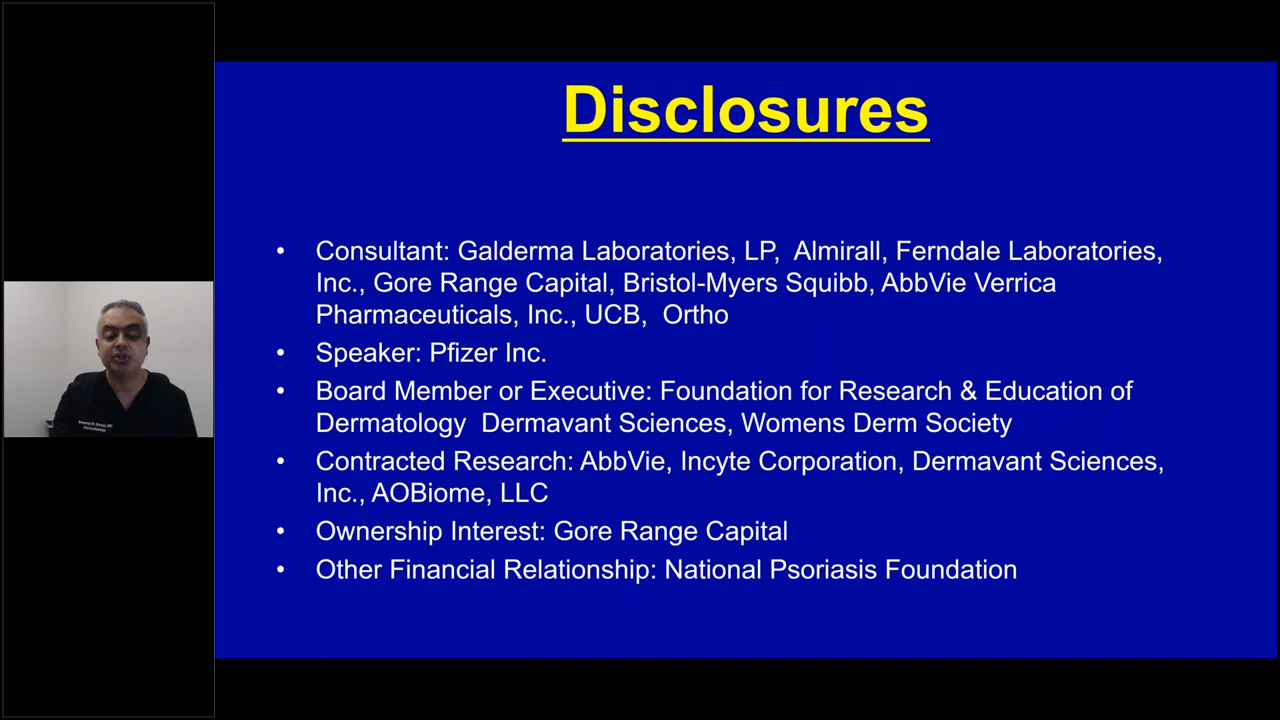 Disclosures
• Consultant: Galderma Laboratories, LP, Almirall, Ferndale Laboratories,
Inc., Gore Range Capital, Bristol-Myers Squibb, AbbVie Verrica
Pharmaceuticals, Inc., UCB, Ortho
• Speaker: Pfizer Inc.
• Board Member or Executive: Foundation for Research & Education of
Dermatology Dermavant Sciences, Womens Derm Society
• Contracted Research: AbbVie, Incyte Corporation, Dermavant Sciences,
Inc., AOBiome, LLC
• Ownership Interest: Gore Range Capital
• Other Financial Relationship: National Psoriasis Foundation
Dermatology